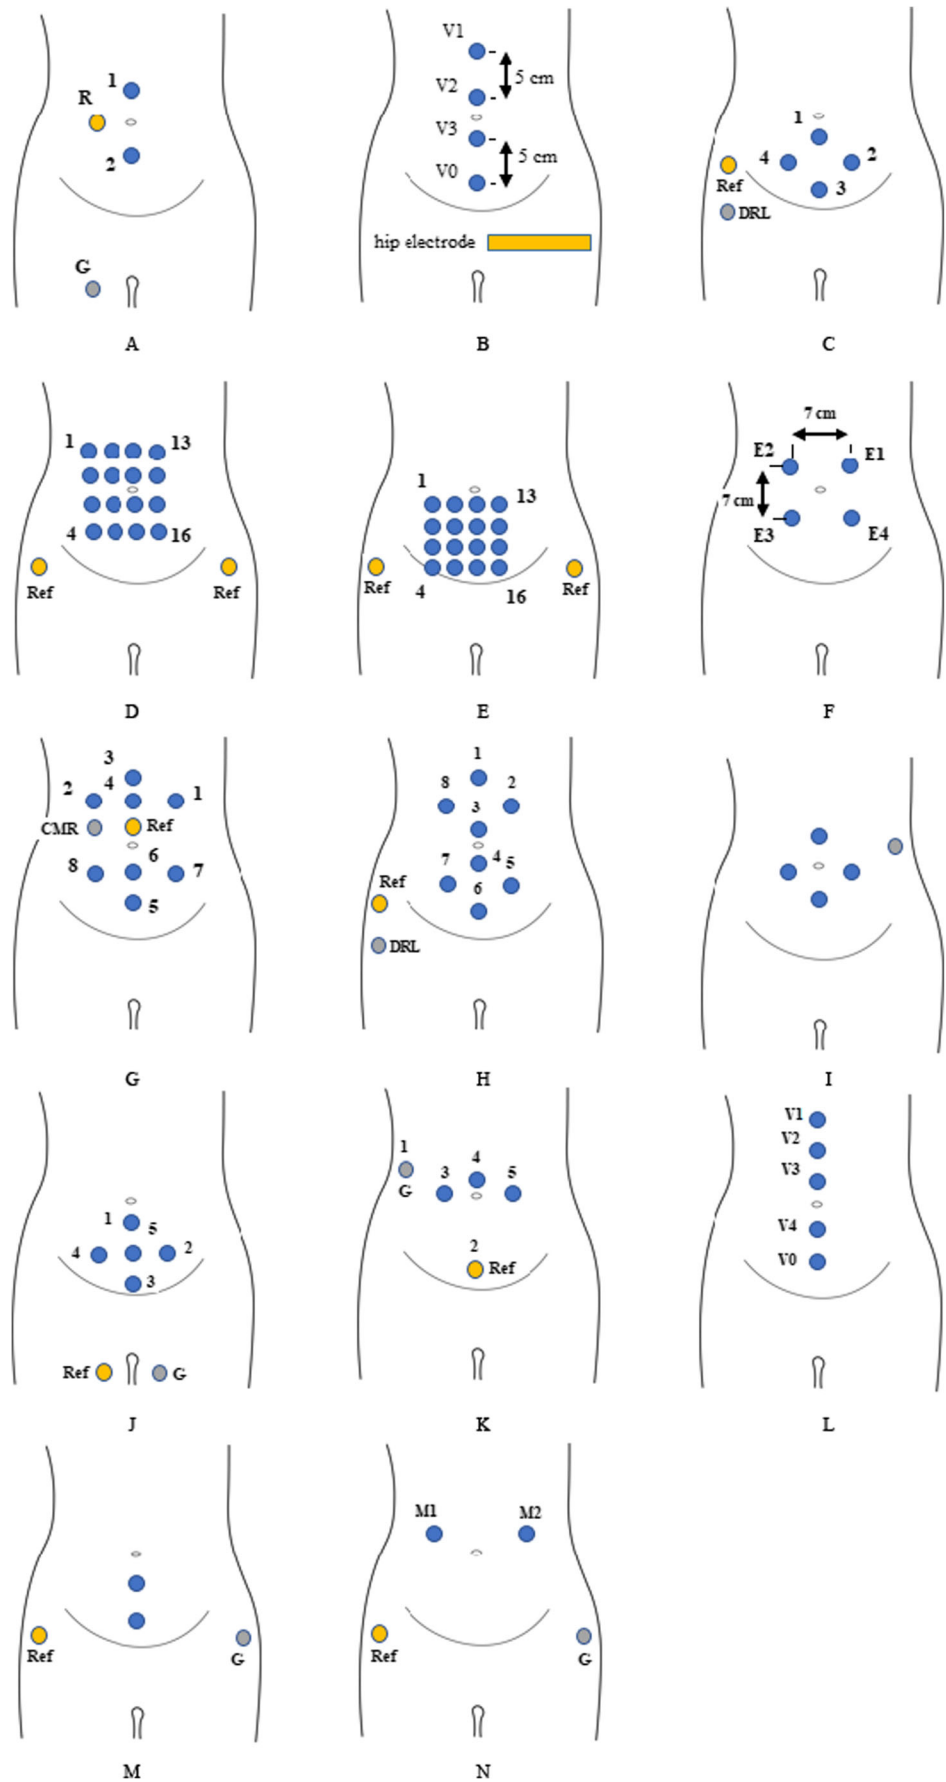 1
R
2
G
A
V1
5 cm
V2
V3
5 cm
V0
hip electrode
B
1
4
2
Ref
3
DRL
C
1 13
4 16
Ref Ref
D
1 13
Ref Ref
4 16
E
7 cm
E2 E1
7 cm
E3 E4
F
3
2 4 1
CMR Ref
6
8 7
5
G
1
8 2
3
7 4 5
Ref 6
DRL
H
I
1 5
4 2
3
Ref G
J
1 4
3 5
G
2
Ref
K
V1
V2
V3
V4
V0
L
Ref G
M
M1 M2
Ref G
N